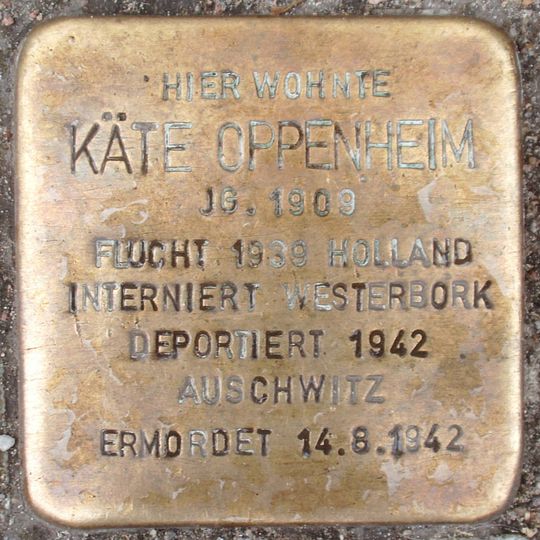 HIER WOHNTE
KÄTE OPPENHEIM
JG. 1909
FLUCHT 1939 HOLLAND
INTERNIERT WESTERBORK
DEPORTIERT 1942
AUSCHWITZ
ERMORDET 14.8.1942